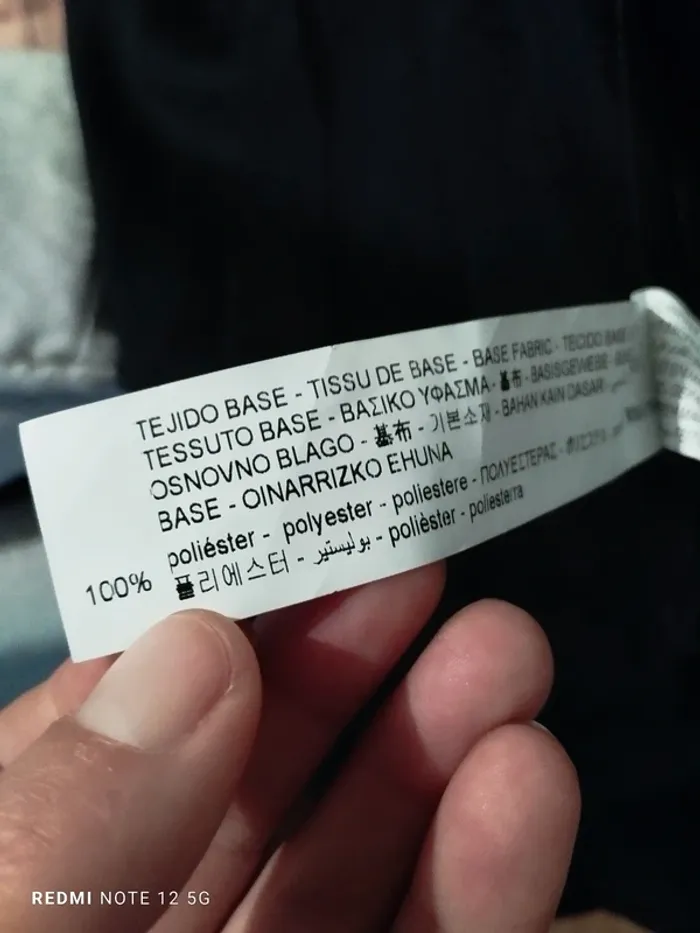 TEJIDO BASE - TISSU DE BASE - BASE FABRIC - TECIDO BASE
TESSUTO BASE - ΒΑΣΙΚΟ ΥΦΑΣΜΑ - 基布 - BASISGEWEBE -
OSNOVNO BLAGO - 基布 - 기본소재 - BAHAN KAIN DASAR -
BASE - OINARRIZKO EHUNA
poliéster - polyester - poliestere - ΠΟΛΥΕΣΤΕΡΑΣ -
100% 폴리에스터 - بوليستير - polièster - poliesterra
REDMI NOTE 12 5G